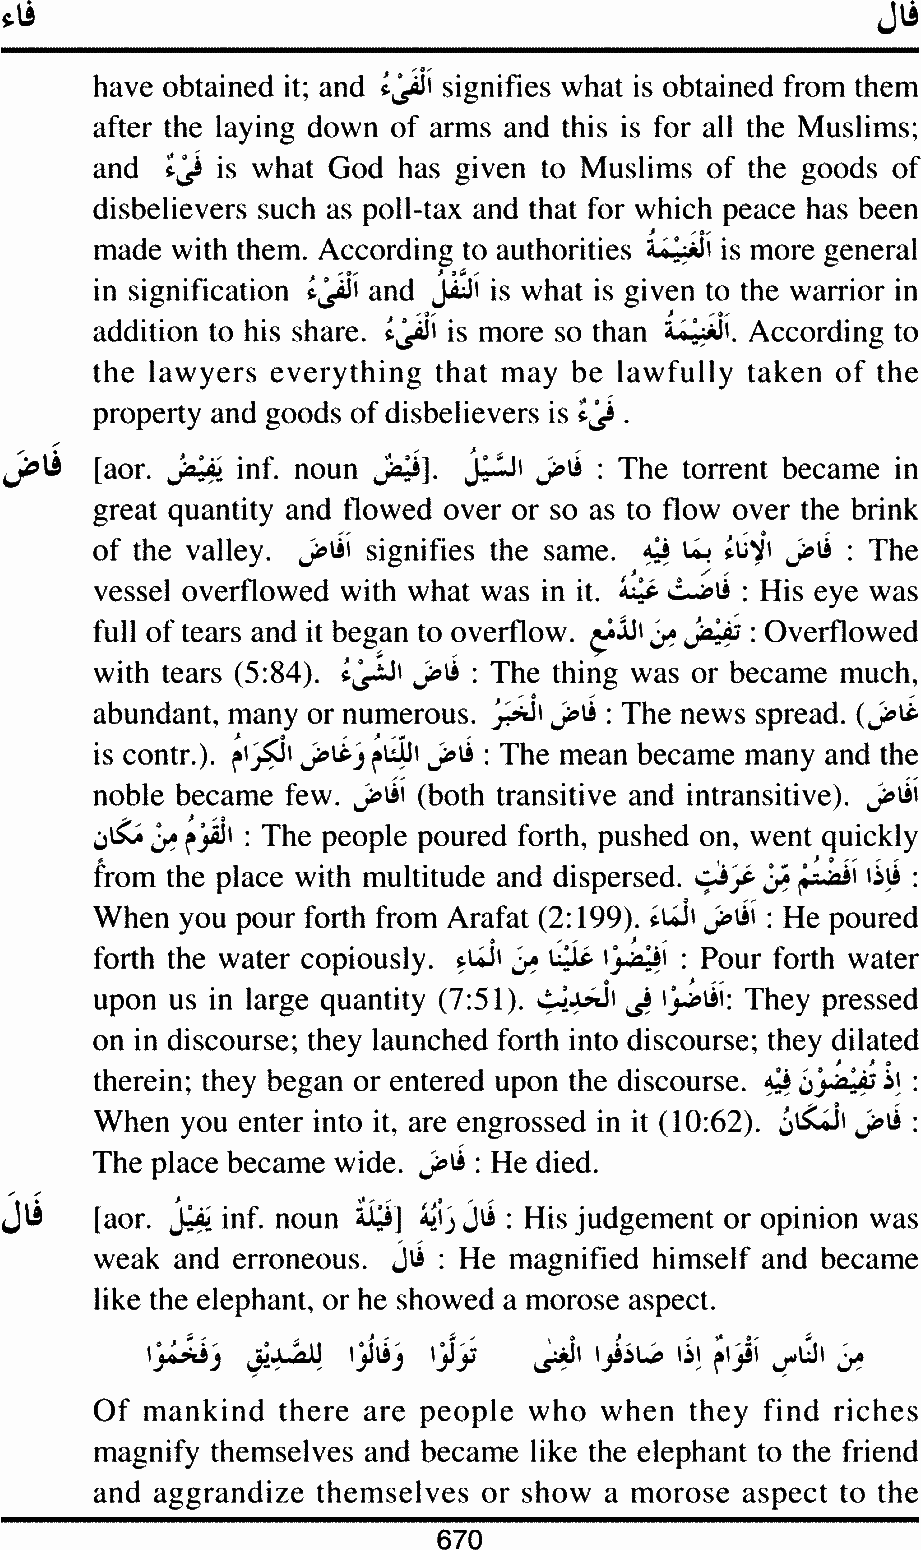 فَاءَ فَالَ
have obtained it; and اَلْفَيْءُ signifies what is obtained from them
after the laying down of arms and this is for all the Muslims;
and فَيْءٌ is what God has given to Muslims of the goods of
disbelievers such as poll-tax and that for which peace has been
made with them. According to authorities اَلْغَنِيْمَةُ is more general
in signification اَلْفَيْءُ and اَلنَّفْلُ is what is given to the warrior in
addition to his share. اَلْفَيْءُ is more so than اَلْغَنِيْمَةُ. According to
the lawyers everything that may be lawfully taken of the
property and goods of disbelievers is فَيْءٌ .
فَاضَ [aor. يَفِيْضُ inf. noun فَيْضٌ]. فَاضَ السَّيْلُ : The torrent became in
great quantity and flowed over or so as to flow over the brink
of the valley. اَفَاضَ signifies the same. فَاضَ الْاِنَاءُ بِمَا فِيْهِ : The
vessel overflowed with what was in it. فَاضَتْ عَيْنُهُ : His eye was
full of tears and it began to overflow. تَفِيْضُ مِنَ الدَّمْعِ : Overflowed
with tears (5:84). فَاضَ الشَّيْءُ : The thing was or became much,
abundant, many or numerous. فَاضَ الْخَبَرُ : The news spread. (غَاضَ
is contr.). فَاضَ اللِّئَامُ وَغَاضَ الْكِرَامُ : The mean became many and the
noble became few. اَفَاضَ (both transitive and intransitive). اَفَاضَ
الْقَوْمُ مِنْ مَكَانٍ : The people poured forth, pushed on, went quickly
from the place with multitude and dispersed. فَاِذَا اَفَضْتُمْ مِّنْ عَرَفٰتٍ :
When you pour forth from Arafat (2:199). اَفَاضَ الْمَاءَ : He poured
forth the water copiously. اَفِيْضُوْا عَلَيْنَا مِنَ الْمَاءِ : Pour forth water
upon us in large quantity (7:51). اَفَاضُوْا فِى الْحَدِيْثِ: They pressed
on in discourse; they launched forth into discourse; they dilated
therein; they began or entered upon the discourse. اِذْ تُفِيْضُوْنَ فِيْهِ :
When you enter into it, are engrossed in it (10:62). فَاضَ الْمَكَانُ :
The place became wide. فَاضَ : He died.
فَالَ [aor. يَفِيْلُ inf. noun فَيْلَةٌ] فَالَ رَأْيُهُ : His judgement or opinion was
weak and erroneous. فَالَ : He magnified himself and became
like the elephant, or he showed a morose aspect.
مِنَ النَّاسِ اَقْوَامٌ اِذَا صَادَفُوا الْغِنٰى تَوَلَّوْا وَفَالُوْا لِلصَّدِيْقِ وَفَخَّمُوْا
Of mankind there are people who when they find riches
magnify themselves and became like the elephant to the friend
and aggrandize themselves or show a morose aspect to the
670